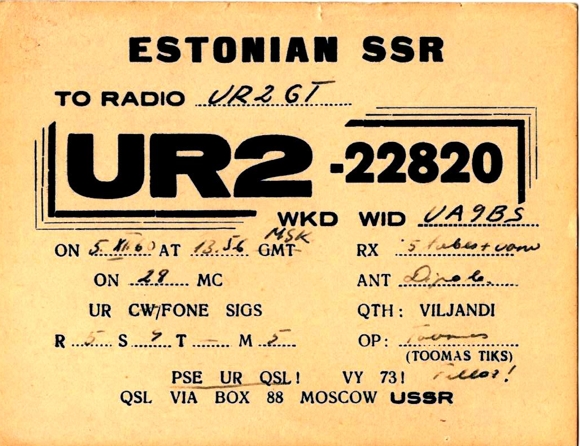 ESTONIAN SSR
TO RADIO UR2GT
UR2 -22820
WKD WID UA9BS
ON 5. XII 60 AT 13.56 GMT MSK RX 5 tubes + conv
ON 28 MC ANT Dipole
UR CW/FONE SIGS QTH: VILJANDI
R 5 S 7 T — M 5 OP: Toomas
(TOOMAS TIKS)
PSE UR QSL! VY 73!
QSL VIA BOX 88 MOSCOW USSR